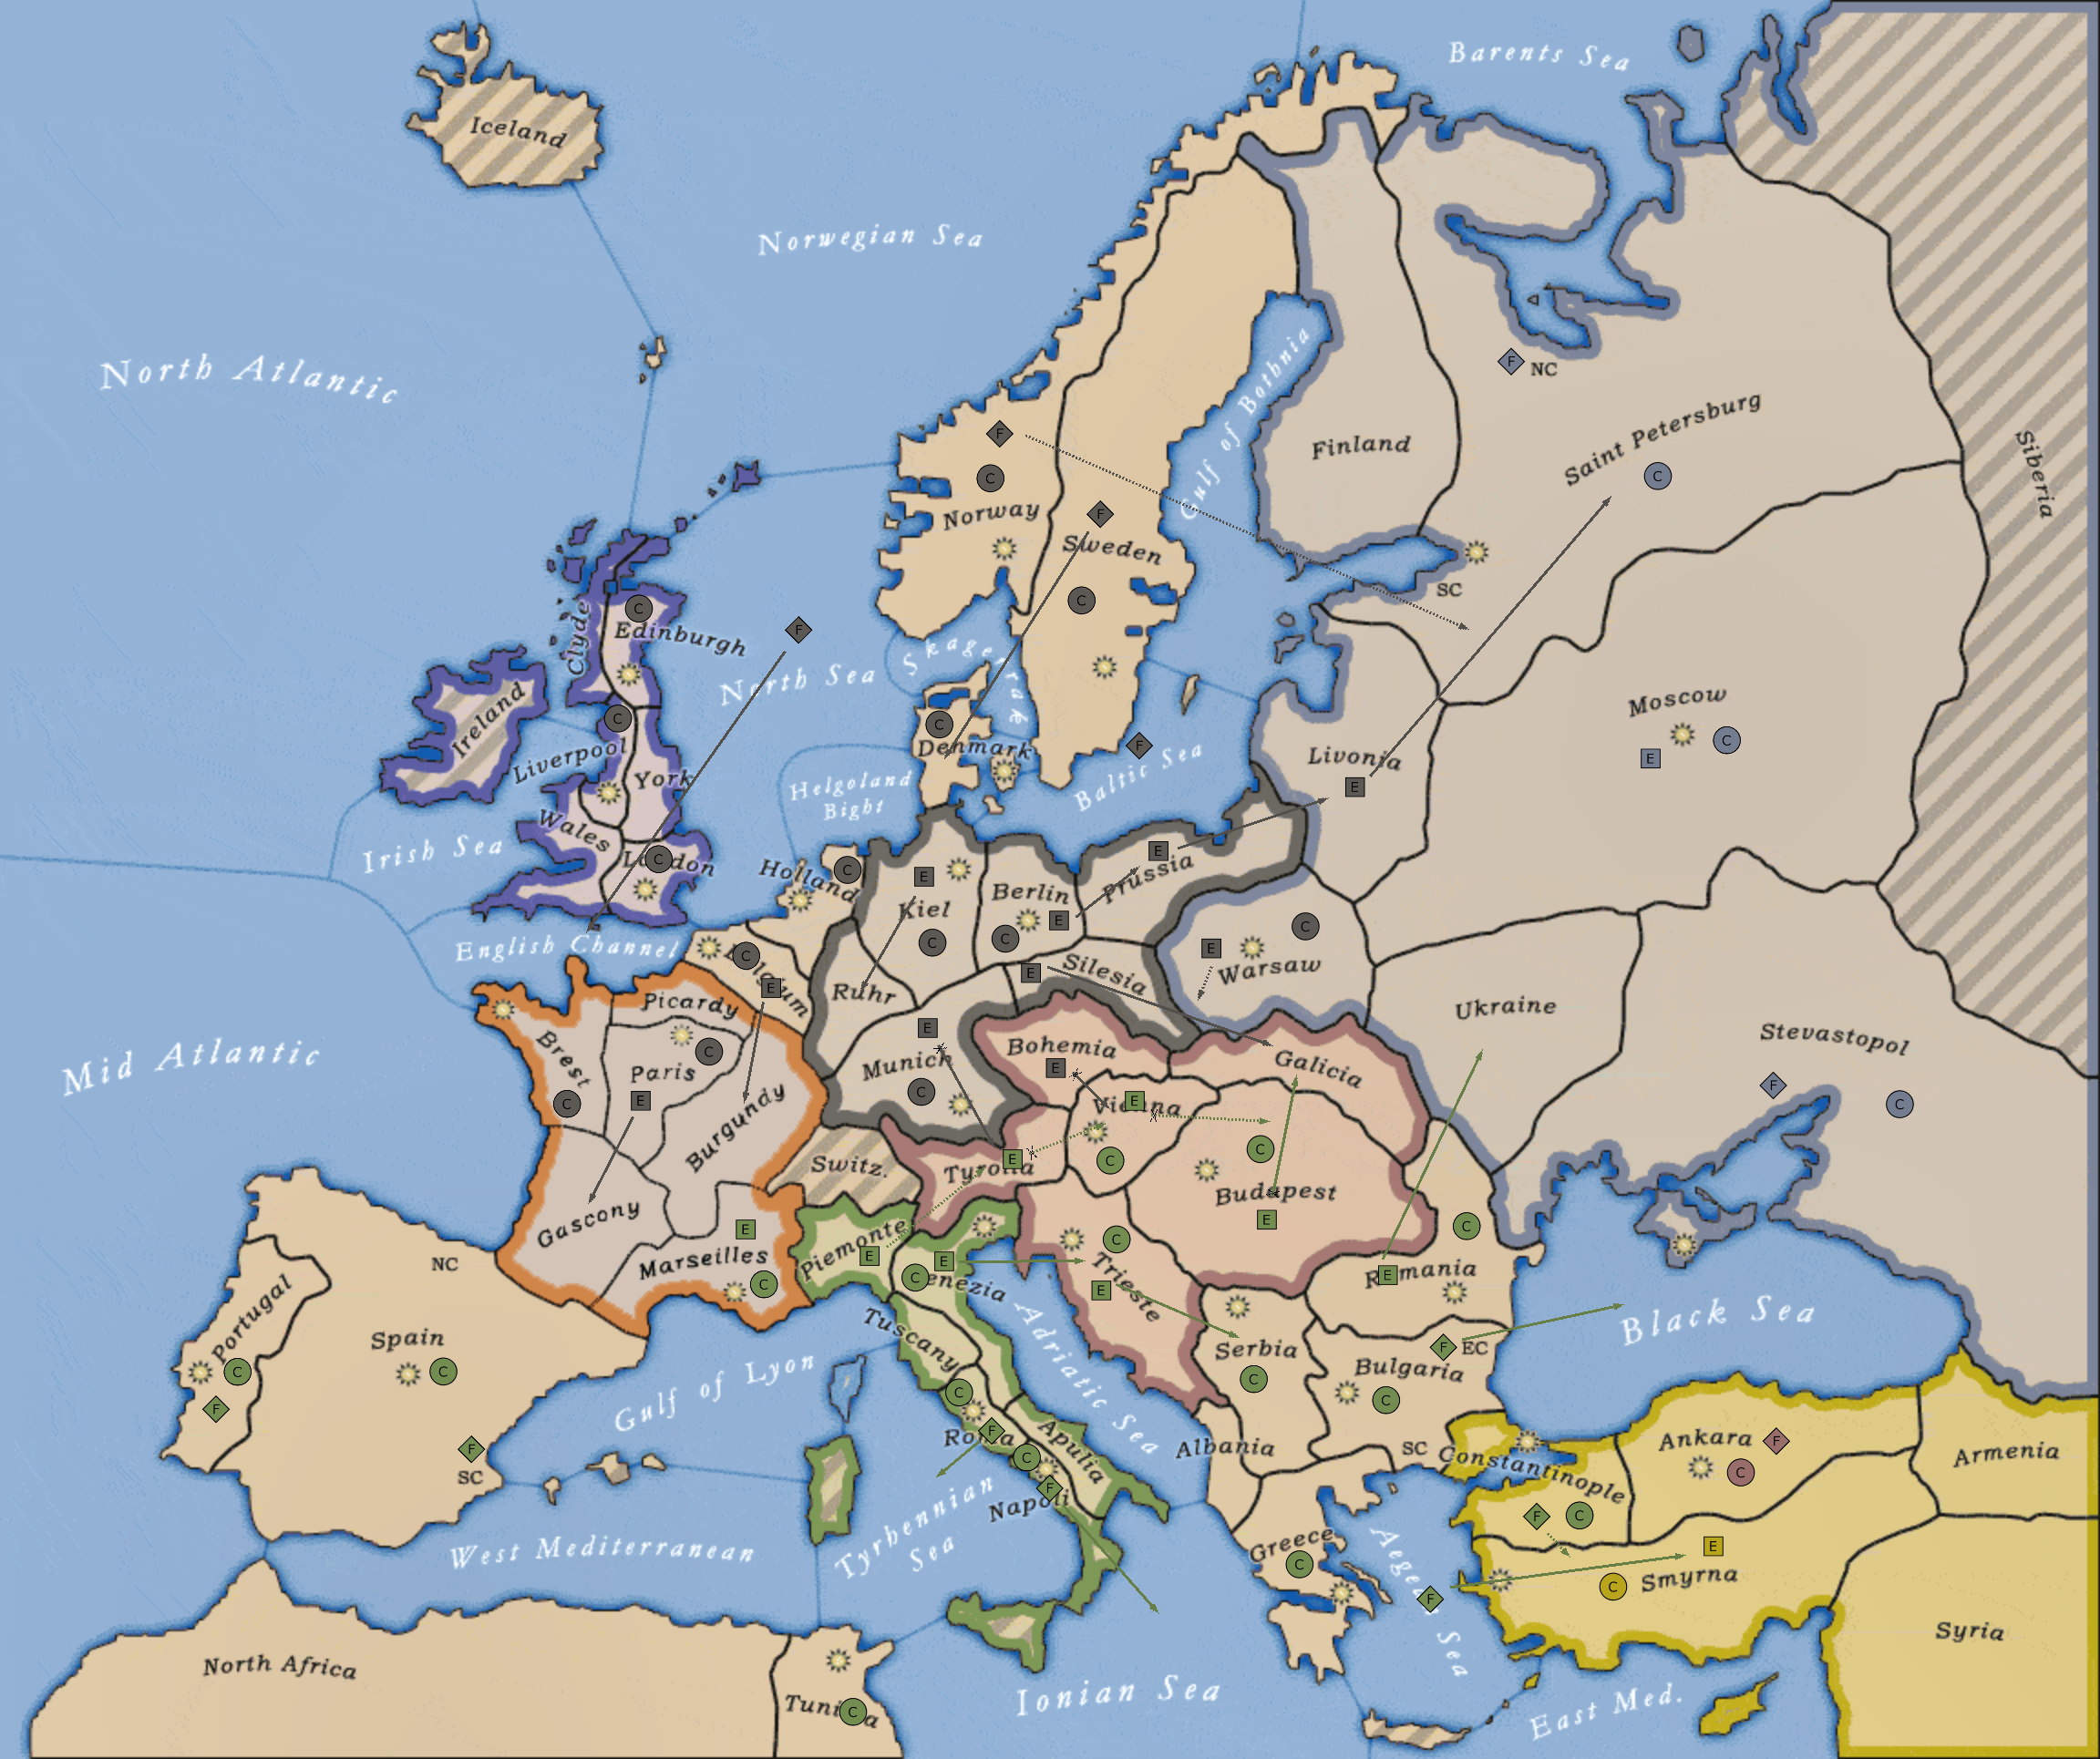 Barents Sea
Iceland
Norwegian Sea
North Atlantic
F
NC
Saint Petersburg
Siberia
Gulf of Bothnia
Finland
C
F
C
Norway
F
Sweden
C
SC
C
Clyde
Edinburgh
F
North Sea
Skagerrak
Ireland
C
Liverpool
York
C
Denmark
F
Baltic Sea
Livonia
E
Moscow
E
C
Helgoland
Bight
Irish Sea
Wales
London
C
Holland
C
E
Kiel
C
Berlin
E
C
Prussia
E
C
E
Warsaw
English Channel
C
Belgium
E
Ruhr
E
Silesia
Ukraine
Stevastopol
F
C
Mid Atlantic
Picardy
Brest
C
C
Paris
E
Burgundy
E
Munich
C
Bohemia
E
Galicia
E
Vienna
C
Switz.
E
Tyrolia
C
Budapest
E
Gascony
E
Marseilles
C
Piemonte
E
E
C
Venezia
C
Trieste
E
C
Rumania
E
NC
Portugal
C
F
Spain
C
F
SC
Gulf of Lyon
Tuscany
Adriatic Sea
Serbia
C
F
EC
Bulgaria
C
SC
Black Sea
C
Roma
F
C
Apulia
Napoli
F
Albania
Constantinople
F
C
Ankara
F
C
Armenia
West Mediterranean
Tyrhennian
Sea
Greece
C
Aegean Sea
F
E
C
Smyrna
Syria
North Africa
Tunisia
C
Ionian Sea
East Med.